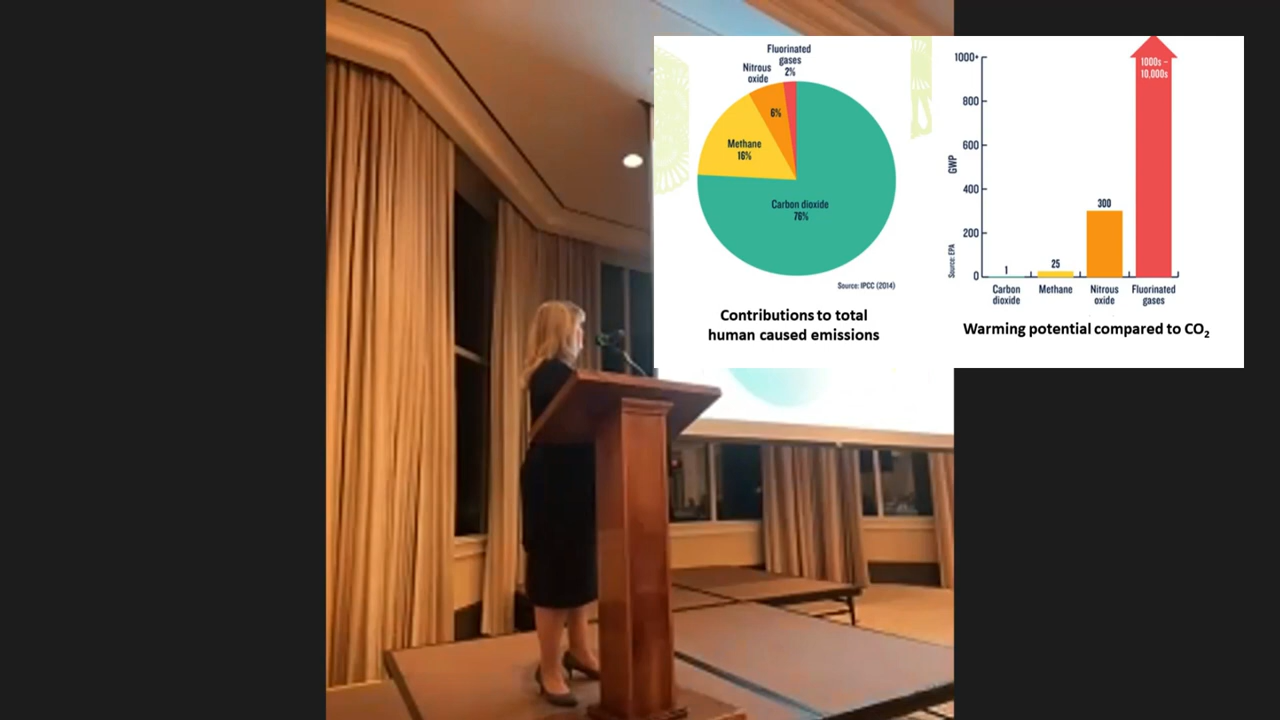 Fluorinated
gases
2%
Nitrous
oxide
6%
Methane
16%
Carbon dioxide
76%
Source: IPCC (2014)
Contributions to total
human caused emissions
1000+
800
600
400
200
0
GWP
Source: EPA
1
25
300
1000s –
10,000s
Carbon
dioxide
Methane
Nitrous
oxide
Fluorinated
gases
Warming potential compared to CO₂